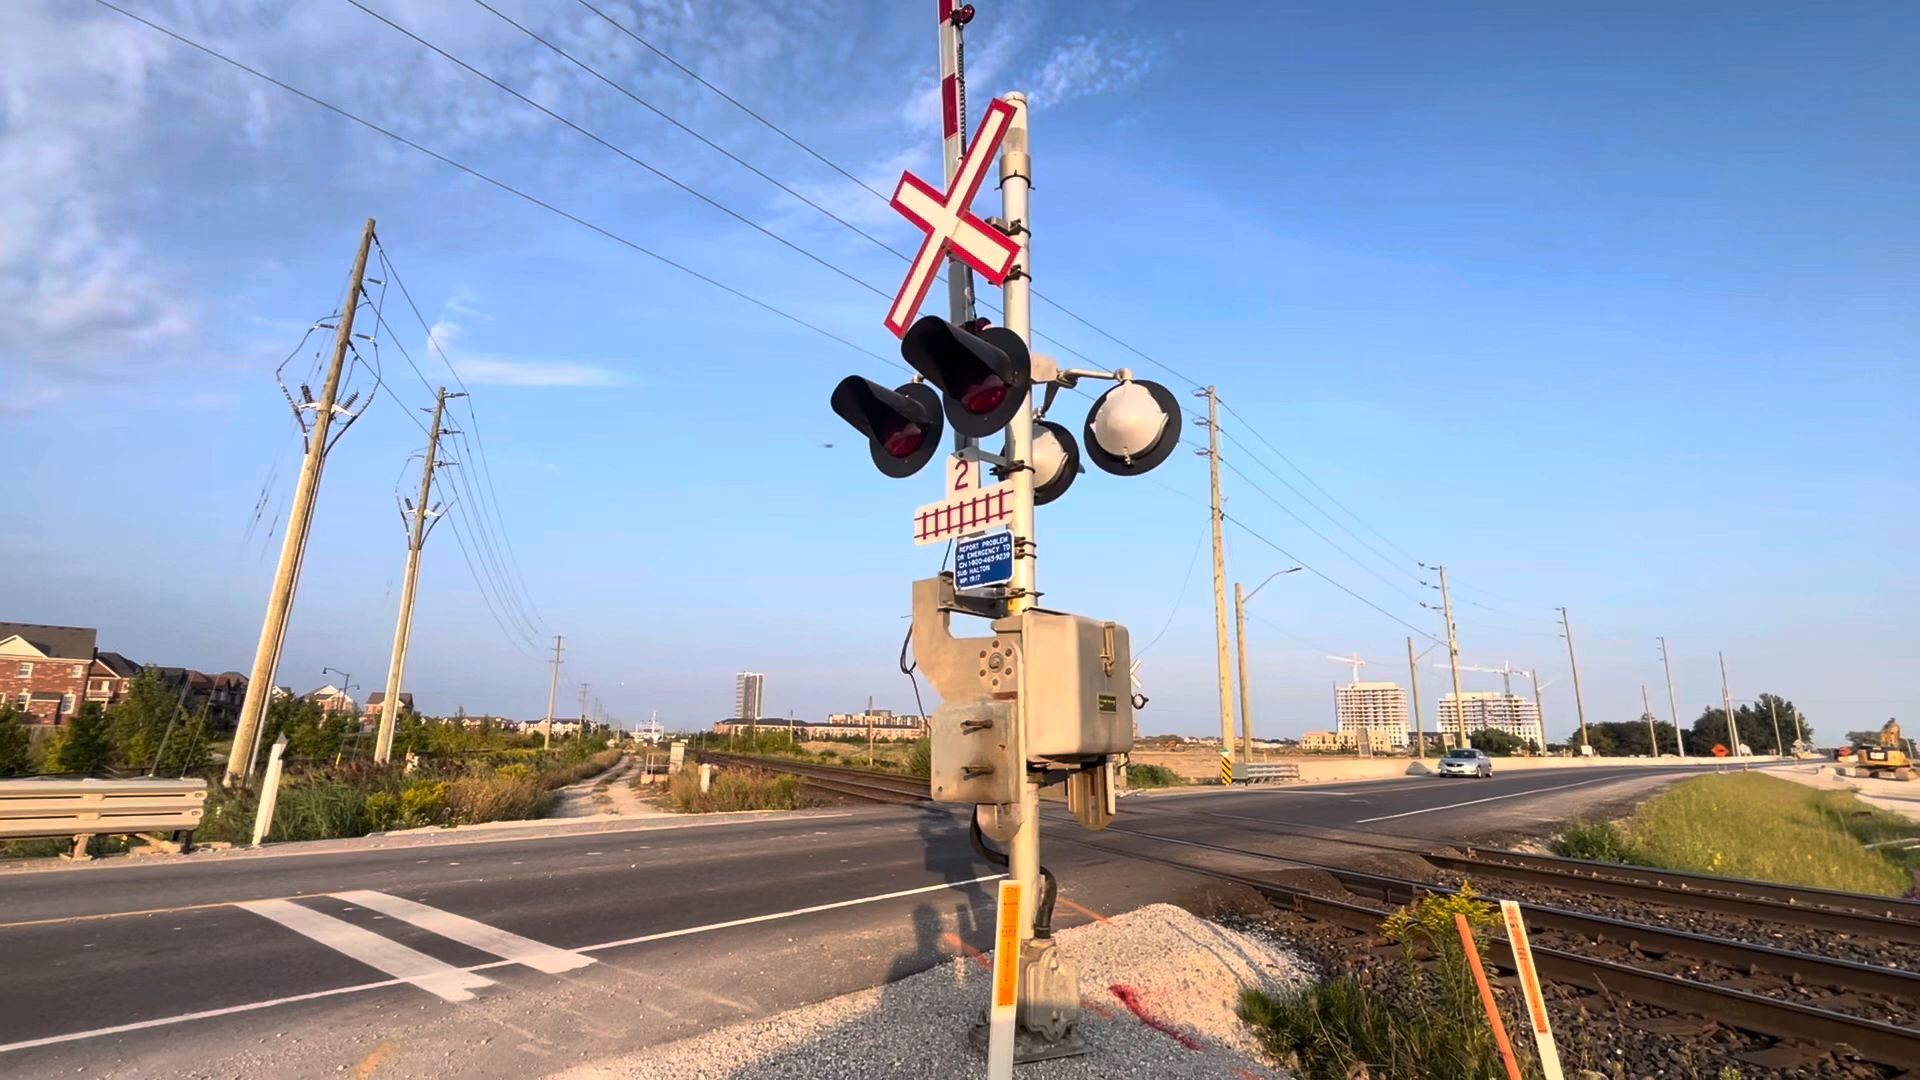 2
REPORT PROBLEM
OR EMERGENCY TO
CN 1-800-465-9239
SUB HALTON
MP 19.17